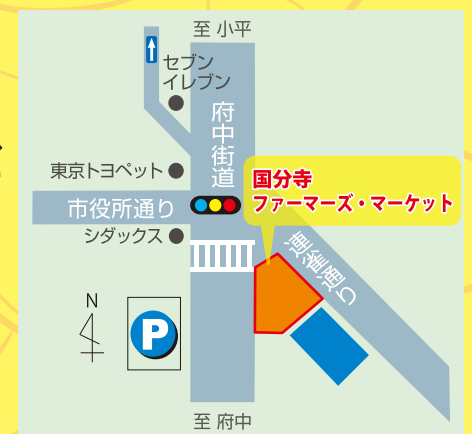 至 小平
セブン
イレブン
府中街道
東京トヨペット
国分寺
ファーマーズ・マーケット
市役所通り
シダックス
連雀通り
N
P
至 府中